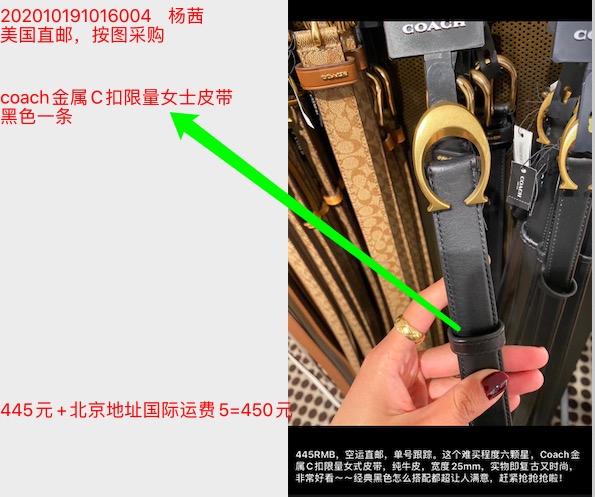 202010191016004 杨茜
美国直邮，按图采购
coach金属C扣限量女士皮带
黑色一条
445元+北京地址国际运费5=450元
COACH
COACH
COACH
445RMB，空运直邮，单号跟踪。这个难买程度六颗星，Coach金
属C扣限量女式皮带，纯牛皮，宽度25mm，实物即复古又时尚，
非常好看～～经典黑色怎么搭配都超让人满意，赶紧抢抢抢啦！